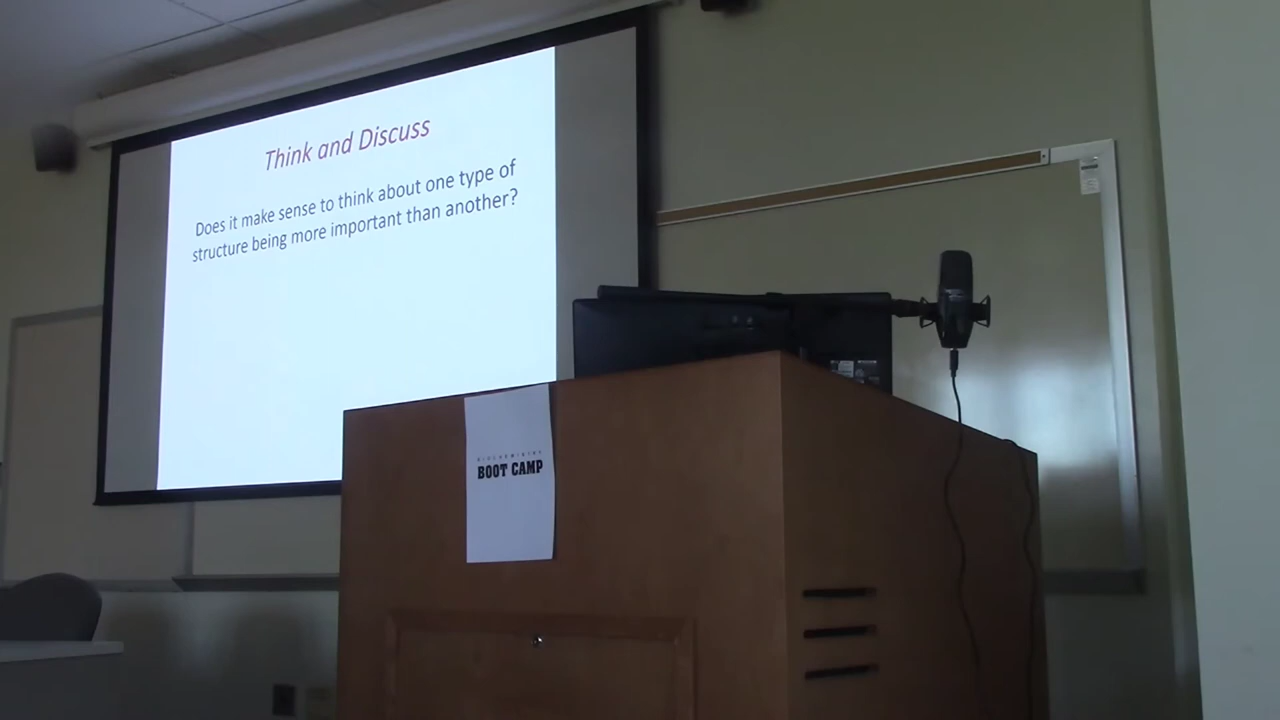 Think and Discuss
Does it make sense to think about one type of
structure being more important than another?
BIOCHEMISTRY
BOOT CAMP